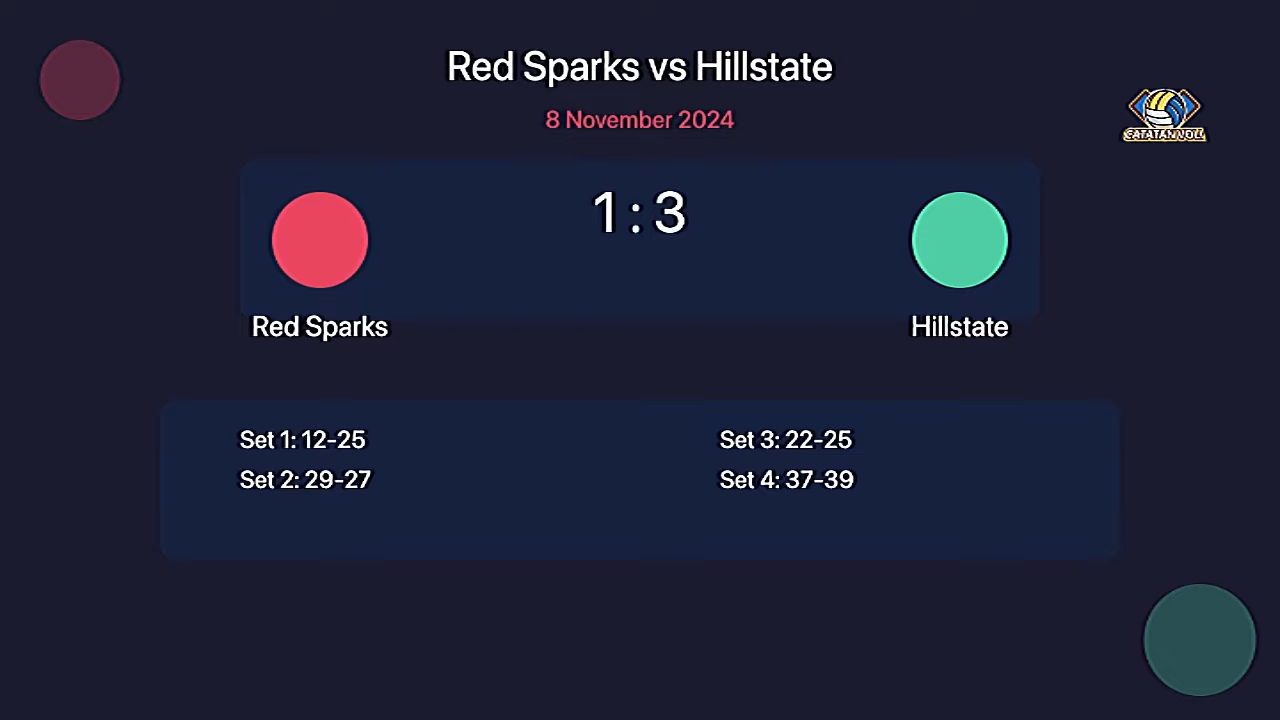 Red Sparks vs Hillstate
8 November 2024
CATATAN VOLI
1 : 3
Red Sparks
Hillstate
Set 1: 12-25
Set 2: 29-27
Set 3: 22-25
Set 4: 37-39